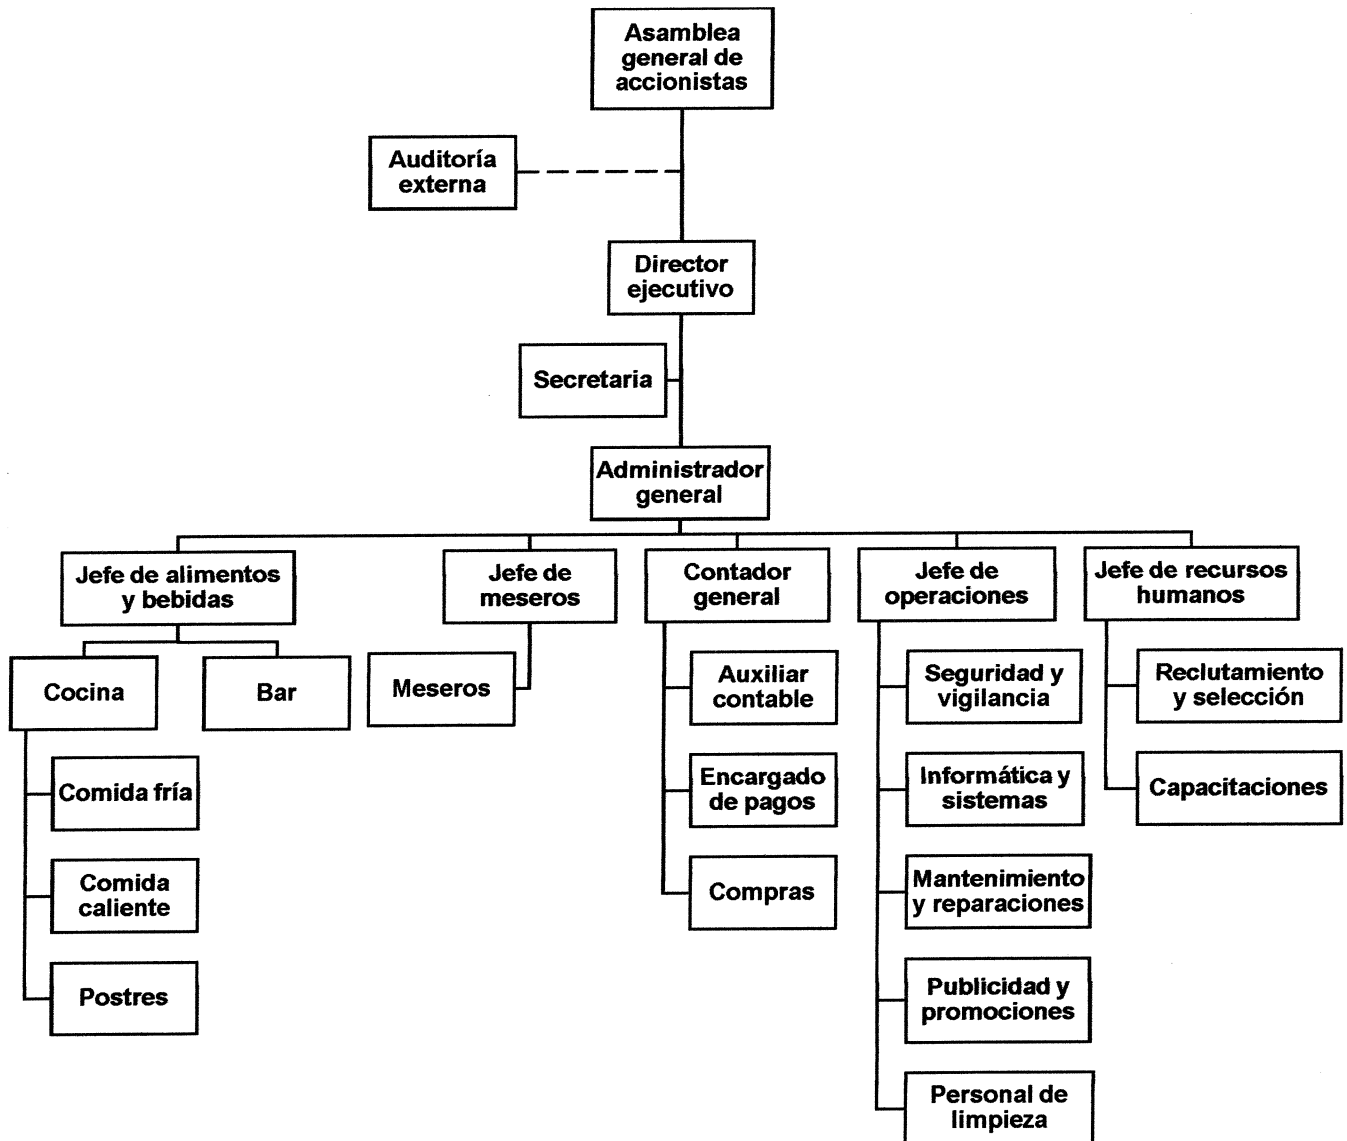 Asamblea
general de
accionistas
Auditoría
externa
Director
ejecutivo
Secretaria
Administrador
general
Jefe de alimentos
y bebidas
Jefe de
meseros
Contador
general
Jefe de
operaciones
Jefe de recursos
humanos
Cocina
Bar
Meseros
Auxiliar
contable
Seguridad y
vigilancia
Reclutamiento
y selección
Comida fría
Encargado
de pagos
Informática y
sistemas
Capacitaciones
Comida
caliente
Compras
Mantenimiento
y reparaciones
Postres
Publicidad y
promociones
Personal de
limpieza